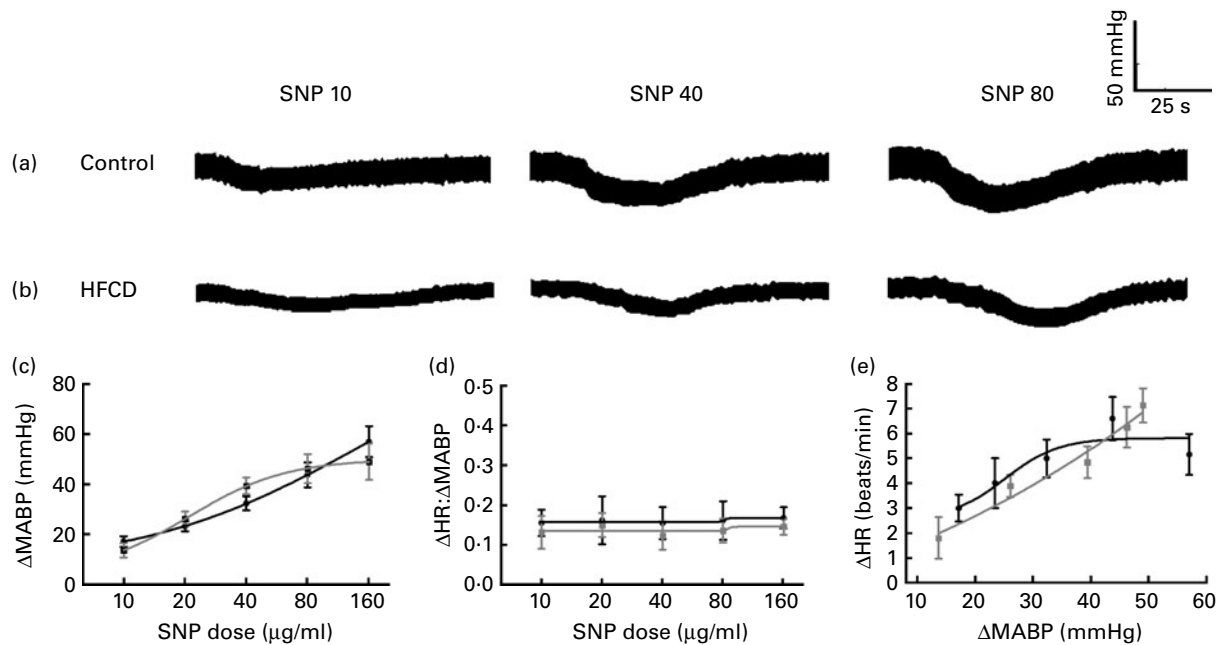 50 mmHg
25 s
SNP 10 SNP 40 SNP 80
(a) Control
(b) HFCD
(c) (d) (e)
ΔMABP (mmHg)
80
60
40
20
0
10 20 40 80 160
SNP dose (μg/ml)
ΔHR:ΔMABP
0·5
0·4
0·3
0·2
0·1
0·0
10 20 40 80 160
SNP dose (μg/ml)
ΔHR (beats/min)
8
7
6
5
4
3
2
1
0
10 20 30 40 50 60
ΔMABP (mmHg)